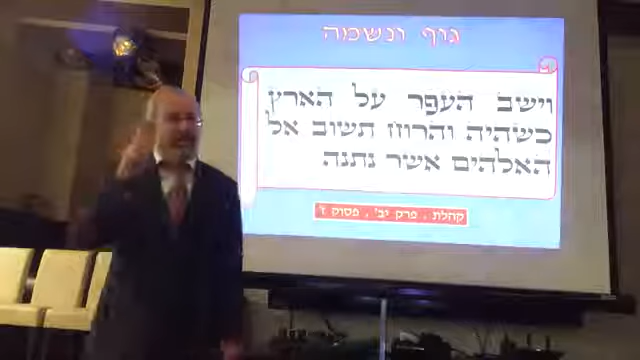 גוף ונשמה
וישב העפר על הארץ
כשהיה והרוח תשוב אל
האלהים אשר נתנה
קהלת , פרק יב' , פסוק ז'